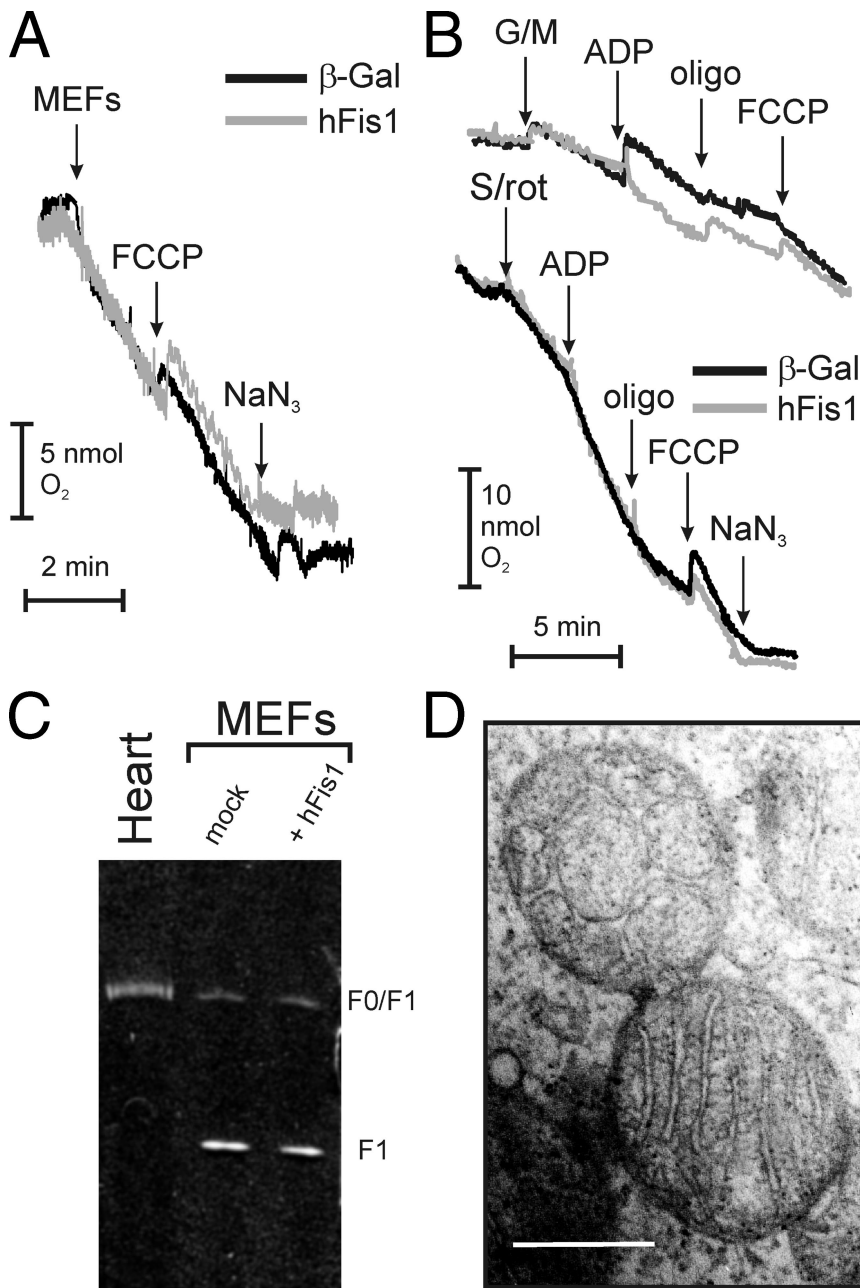 A
MEFs
β-Gal
hFis1
FCCP
NaN3
5 nmol
O2
2 min
B
G/M
ADP
oligo
FCCP
S/rot
ADP
β-Gal
hFis1
oligo
FCCP
NaN3
10
nmol
O2
5 min
C
Heart
MEFs
mock
+ hFis1
F0/F1
F1
D